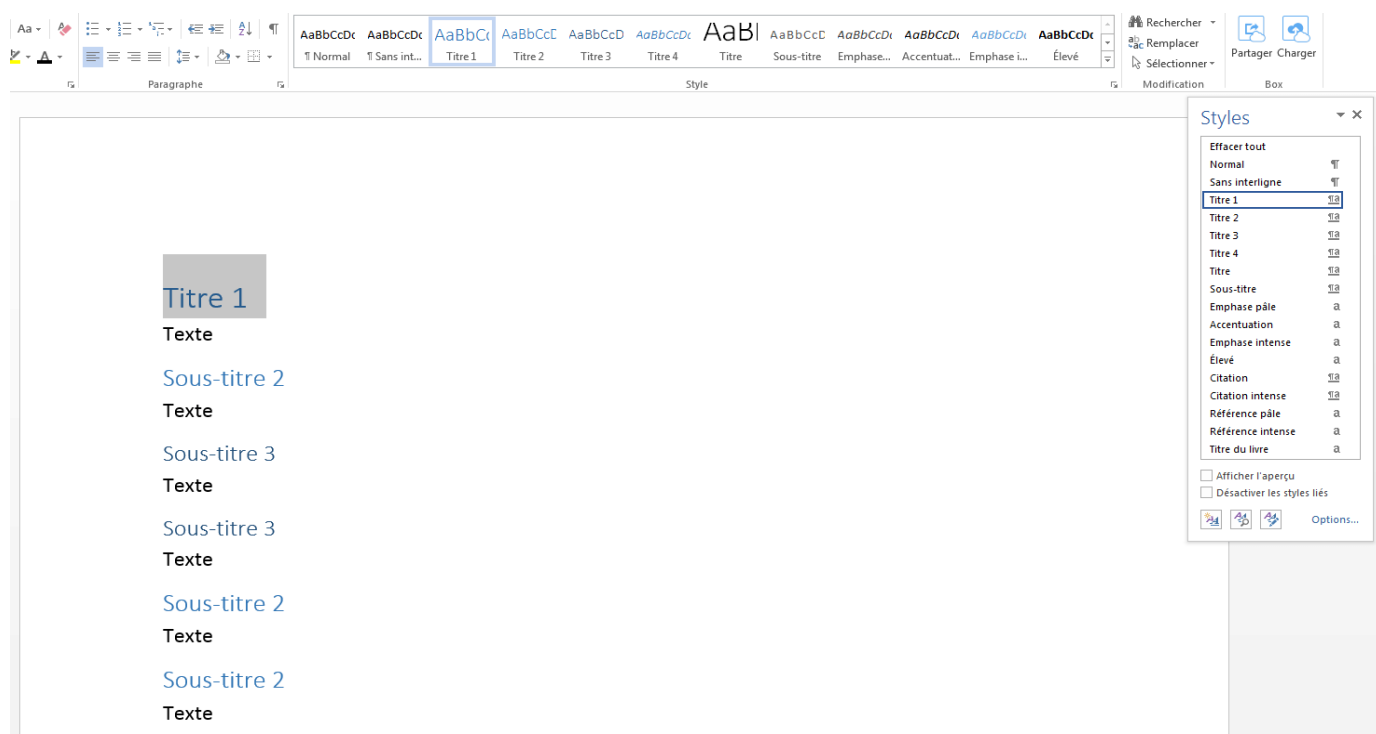 Aa
¶
AaBbCcDc AaBbCcDc AaBbC( AaBbCcE AaBbCcD AaBbCcDc AaBl AaBbCcD AaBbCcDc AaBbCcDc AaBbCcDc AaBbCcDc
¶ Normal ¶ Sans int... Titre 1 Titre 2 Titre 3 Titre 4 Titre Sous-titre Emphase... Accentuat... Emphase i... Élevé
Rechercher
Remplacer
Sélectionner
Partager Charger
Paragraphe Style Modification Box
Styles
Effacer tout
Normal ¶
Sans interligne ¶
Titre 1 ¶a
Titre 2 ¶a
Titre 3 ¶a
Titre 4 ¶a
Titre ¶a
Sous-titre ¶a
Emphase pâle a
Accentuation a
Emphase intense a
Élevé a
Citation ¶a
Citation intense ¶a
Référence pâle a
Référence intense a
Titre du livre a
Afficher l'aperçu
Désactiver les styles liés
Options...
Titre 1
Texte
Sous-titre 2
Texte
Sous-titre 3
Texte
Sous-titre 3
Texte
Sous-titre 2
Texte
Sous-titre 2
Texte